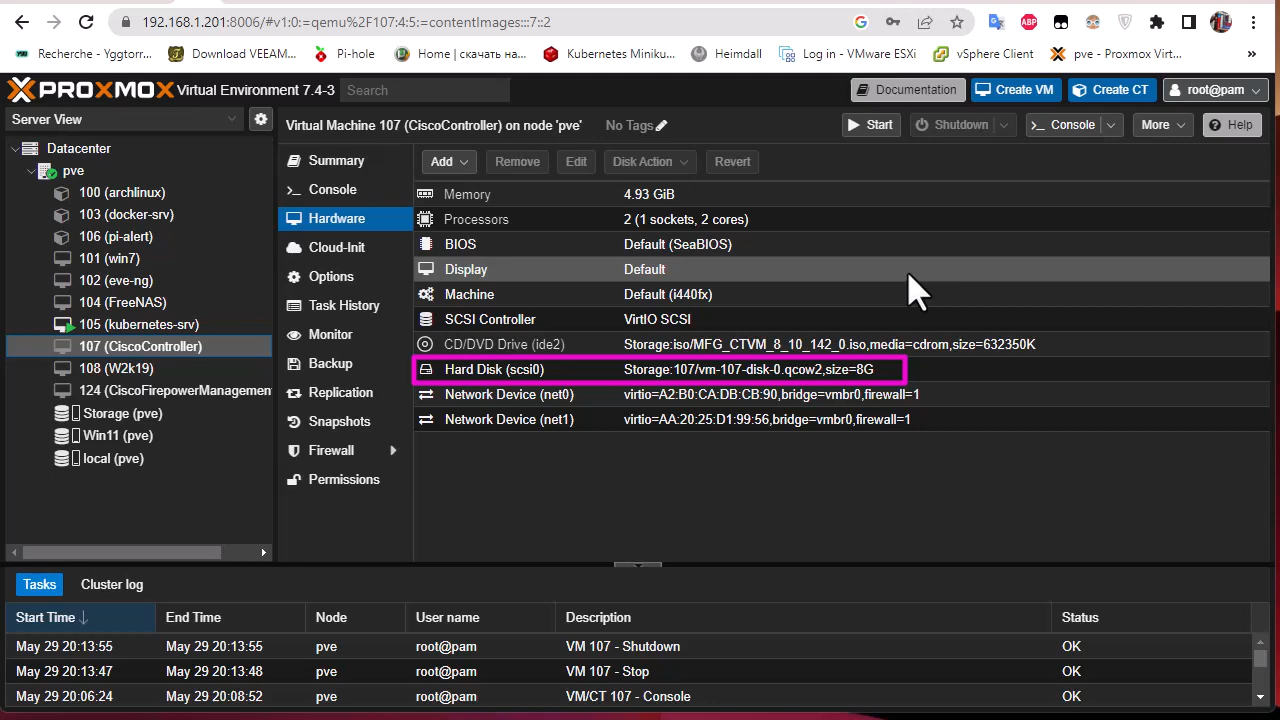 192.168.1.201:8006/#v1:0:=qemu%2F107:4:5:=contentImages:::7::2
Recherche - Yggtorr...
Download VEEAM...
Pi-hole
Home | скачать на...
Kubernetes Miniku...
Heimdall
Log in - VMware ESXi
vSphere Client
pve - Proxmox Virt...
»
PROXMOX Virtual Environment 7.4-3
Search
Documentation
Create VM
Create CT
root@pam
Server View
Virtual Machine 107 (CiscoController) on node 'pve'
No Tags
Start
Shutdown
Console
More
Help
Datacenter
pve
100 (archlinux)
103 (docker-srv)
106 (pi-alert)
101 (win7)
102 (eve-ng)
104 (FreeNAS)
105 (kubernetes-srv)
107 (CiscoController)
108 (W2k19)
124 (CiscoFirepowerManagemen
Storage (pve)
Win11 (pve)
local (pve)
Summary
Console
Hardware
Cloud-Init
Options
Task History
Monitor
Backup
Replication
Snapshots
Firewall
Permissions
Add
Remove
Edit
Disk Action
Revert
Memory 4.93 GiB
Processors 2 (1 sockets, 2 cores)
BIOS Default (SeaBIOS)
Display Default
Machine Default (i440fx)
SCSI Controller VirtIO SCSI
CD/DVD Drive (ide2) Storage:iso/MFG_CTVM_8_10_142_0.iso,media=cdrom,size=632350K
Hard Disk (scsi0) Storage:107/vm-107-disk-0.qcow2,size=8G
Network Device (net0) virtio=A2:B0:CA:DB:CB:90,bridge=vmbr0,firewall=1
Network Device (net1) virtio=AA:20:25:D1:99:56,bridge=vmbr0,firewall=1
Tasks
Cluster log
Start Time End Time Node User name Description Status
May 29 20:13:55 May 29 20:13:55 pve root@pam VM 107 - Shutdown OK
May 29 20:13:47 May 29 20:13:48 pve root@pam VM 107 - Stop OK
May 29 20:06:24 May 29 20:08:52 pve root@pam VM/CT 107 - Console OK